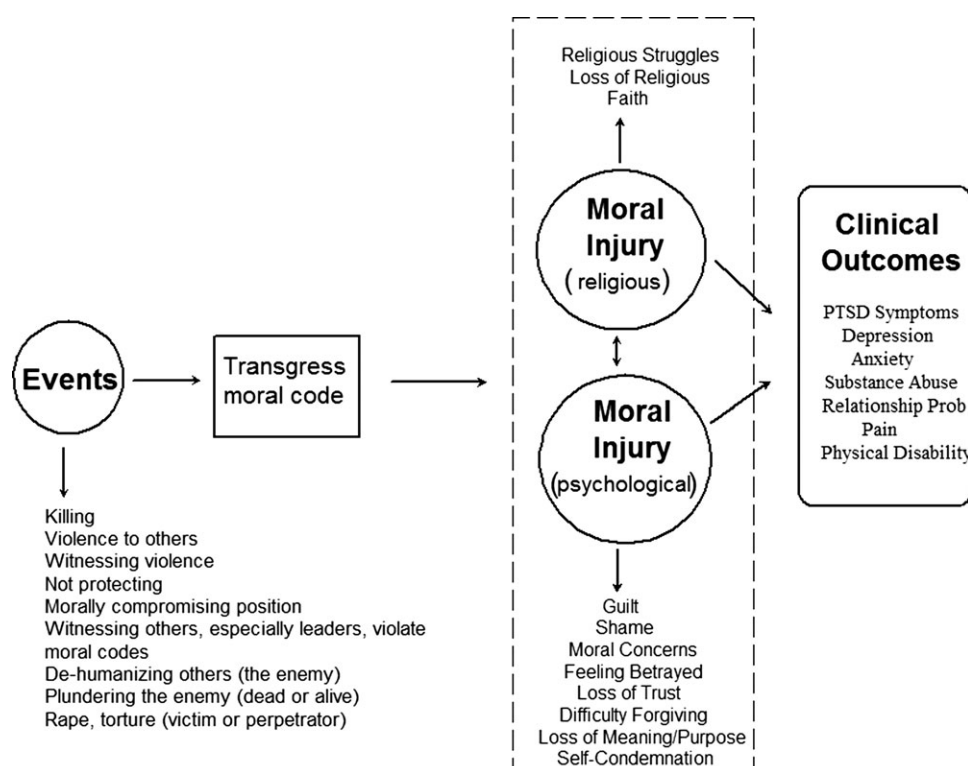 Events
Killing
Violence to others
Witnessing violence
Not protecting
Morally compromising position
Witnessing others, especially leaders, violate
moral codes
De-humanizing others (the enemy)
Plundering the enemy (dead or alive)
Rape, torture (victim or perpetrator)
Transgress
moral code
Religious Struggles
Loss of Religious
Faith
Moral
Injury
(religious)
Moral
Injury
(psychological)
Guilt
Shame
Moral Concerns
Feeling Betrayed
Loss of Trust
Difficulty Forgiving
Loss of Meaning/Purpose
Self-Condemnation
Clinical
Outcomes
PTSD Symptoms
Depression
Anxiety
Substance Abuse
Relationship Prob
Pain
Physical Disability